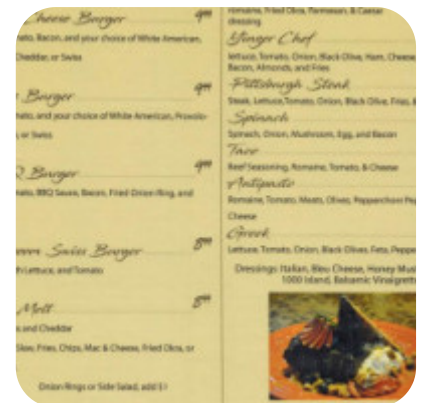 Cheese Burger
Bacon, and your choice of White American,
Cheddar, or Swiss
Burger
and your choice of White American, Provolo
or Swiss
Burger
BBQ Sauce, Bacon, Fried Onion Ring, and
Swiss Burger
Lettuce, and Tomato
Melt
and Cheddar
Slaw, Fries, Chips, Mac & Cheese, Fried Okra, or
Onion Rings or Side Salad, add $
romaine, Fried Okra, Parmesan, & Caesar
dressing
Ginger Chef
lettuce, Tomato, Onion, Black Olive, Ham, Cheese
Bacon, Almonds, and Fries
Pittsburgh Steak
Steak, Lettuce, Tomato, Onion, Black Olive, Fries, &
Spinach
Spinach, Onion, Mushroom, Egg, and Bacon
Taco
Beef Seasoning, Romaine, Tomato, & Cheese
Antipasto
Romaine, Tomato, Meats, Olives, Pepperchini Pep
Cheese
Greek
Lettuce, Tomato, Onion, Black Olives, Feta, Peppe
Dressings: Italian, Bleu Cheese, Honey Must
1000 Island, Balsamic Vinaigrett